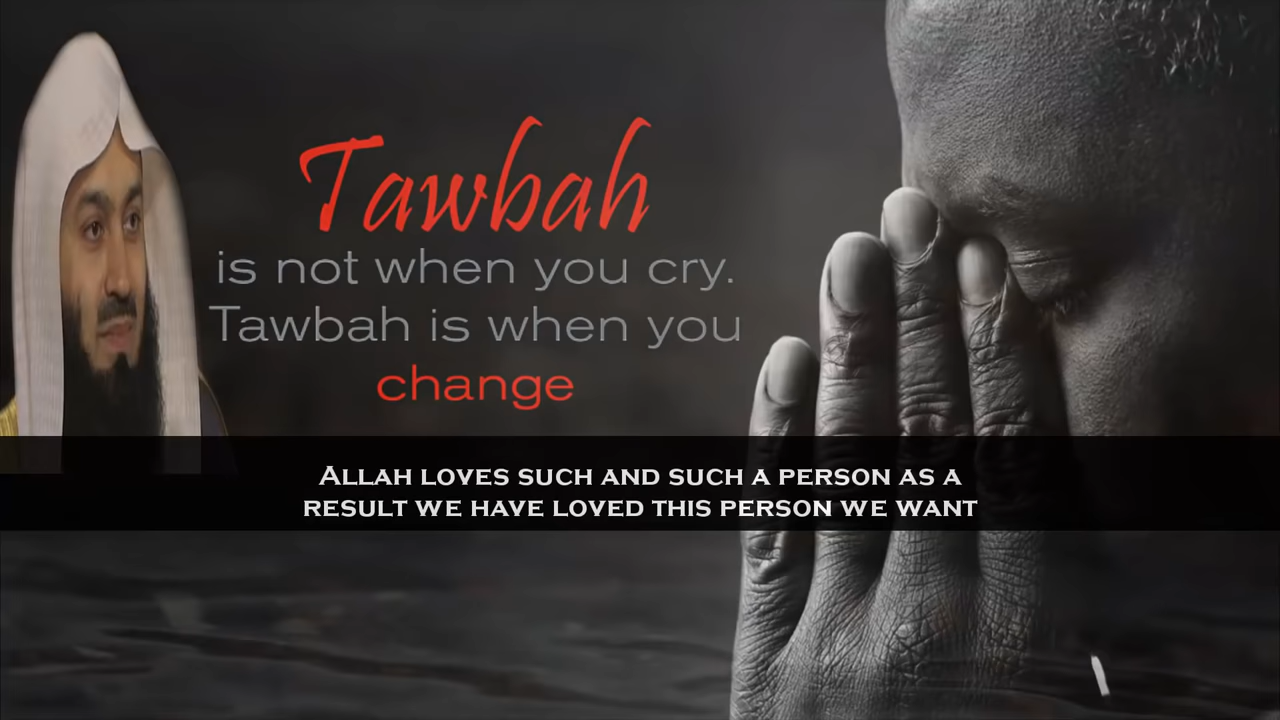 Tawbah
is not when you cry.
Tawbah is when you
change
ALLAH LOVES SUCH AND SUCH A PERSON AS A
RESULT WE HAVE LOVED THIS PERSON WE WANT